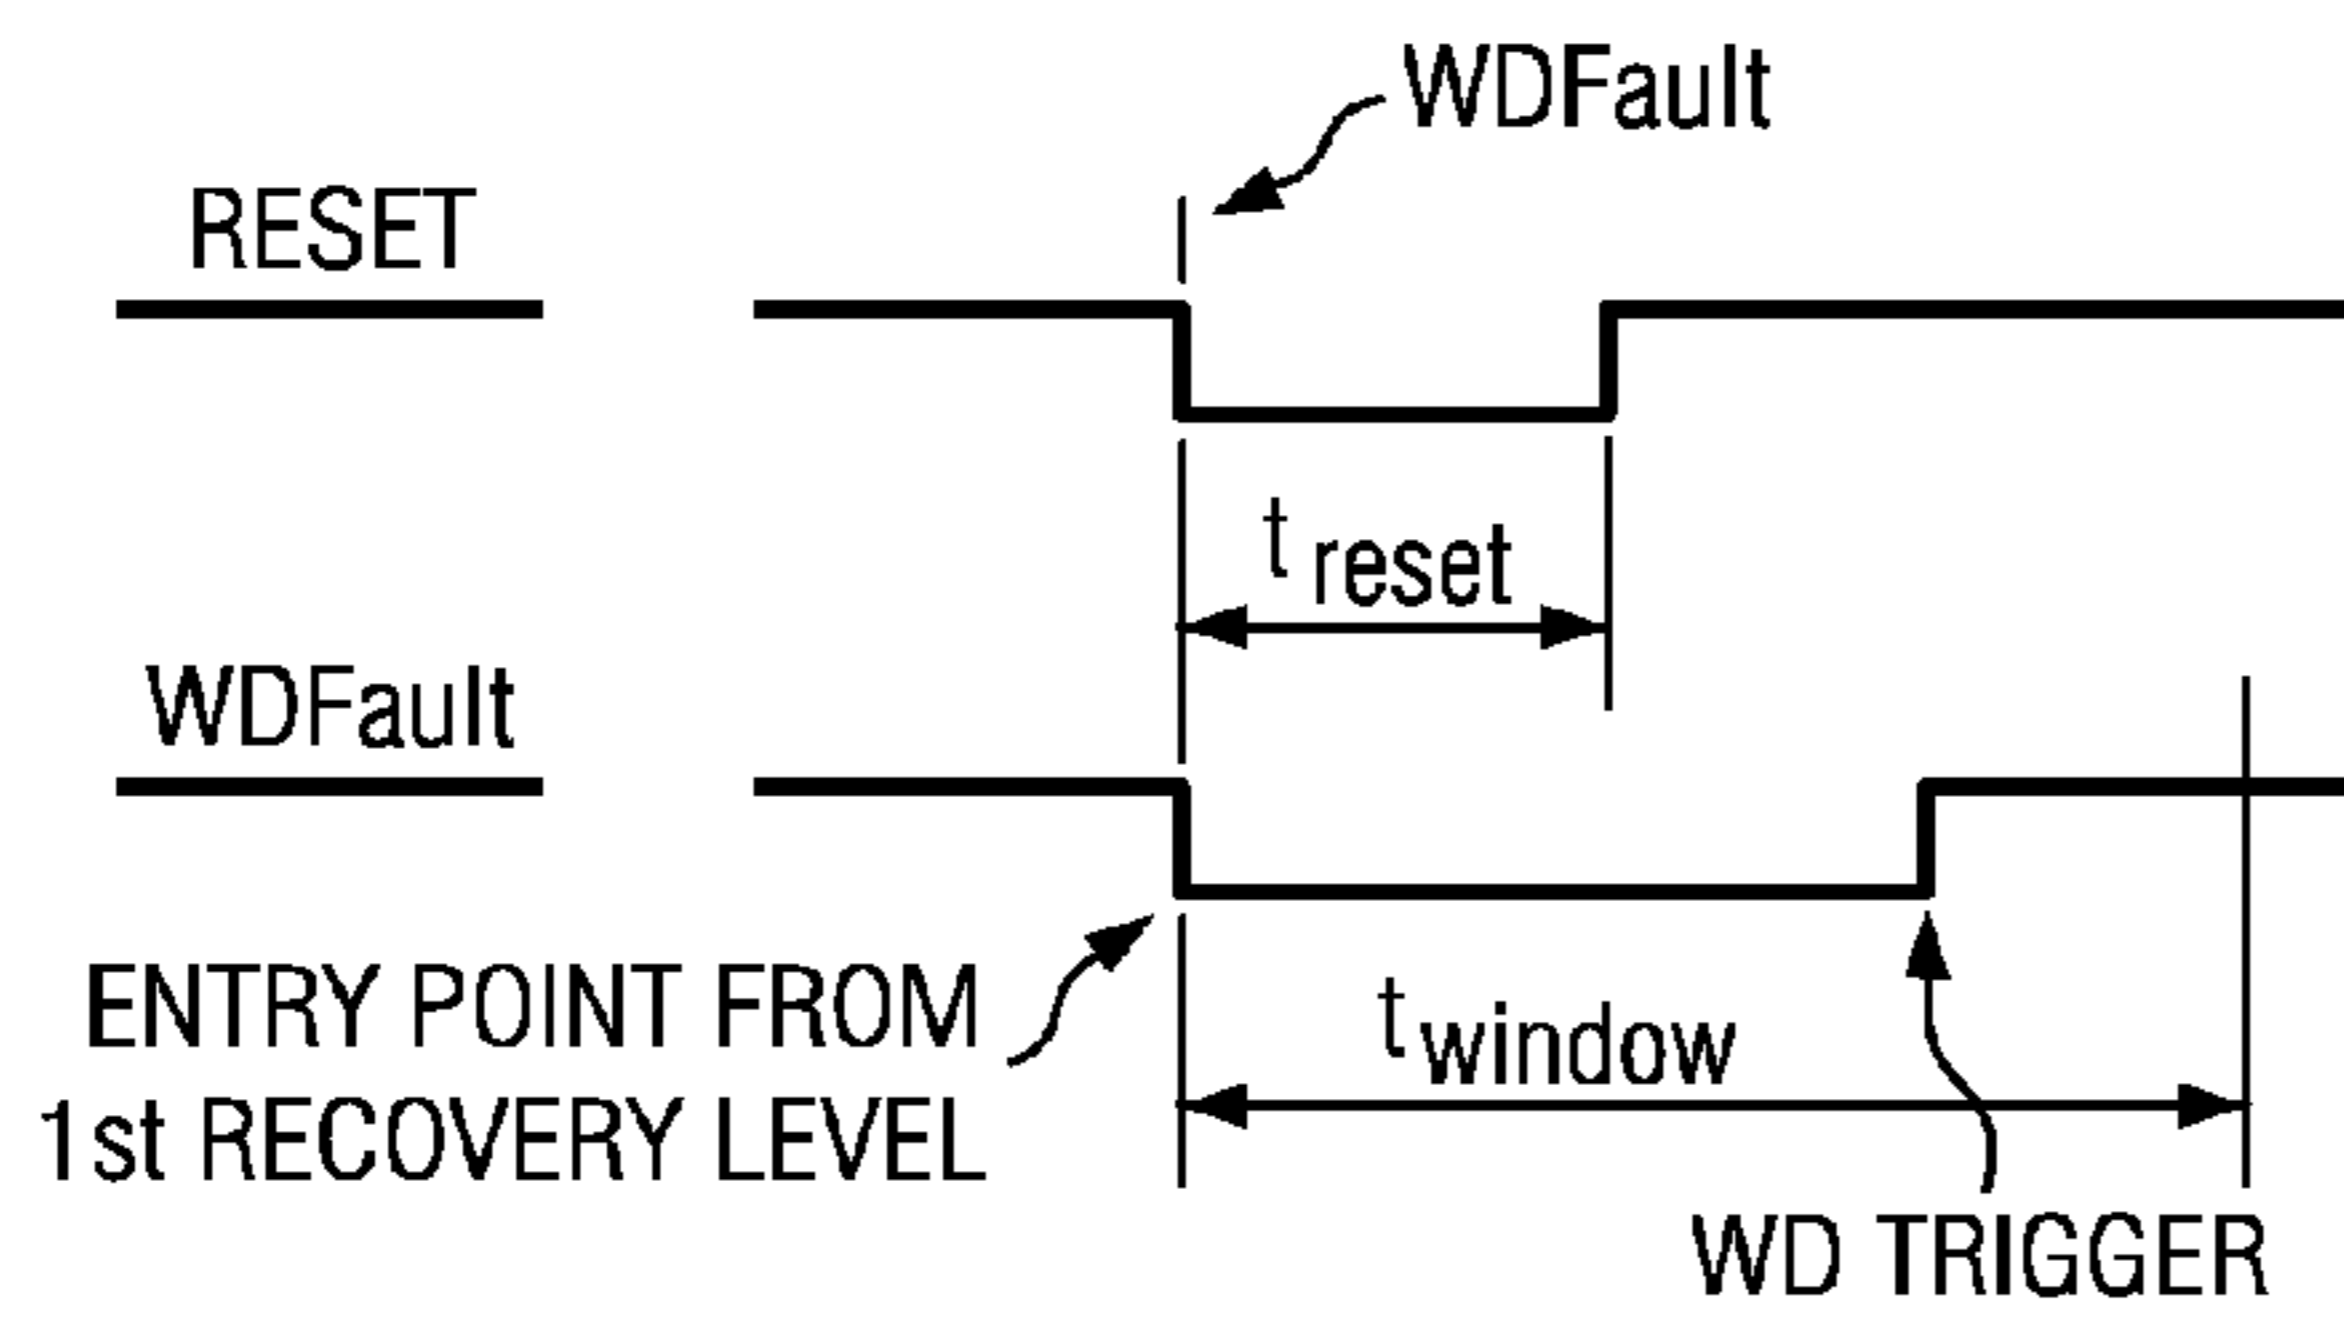 WDFault
RESET
t reset
WDFault
ENTRY POINT FROM
1st RECOVERY LEVEL
t window
WD TRIGGER